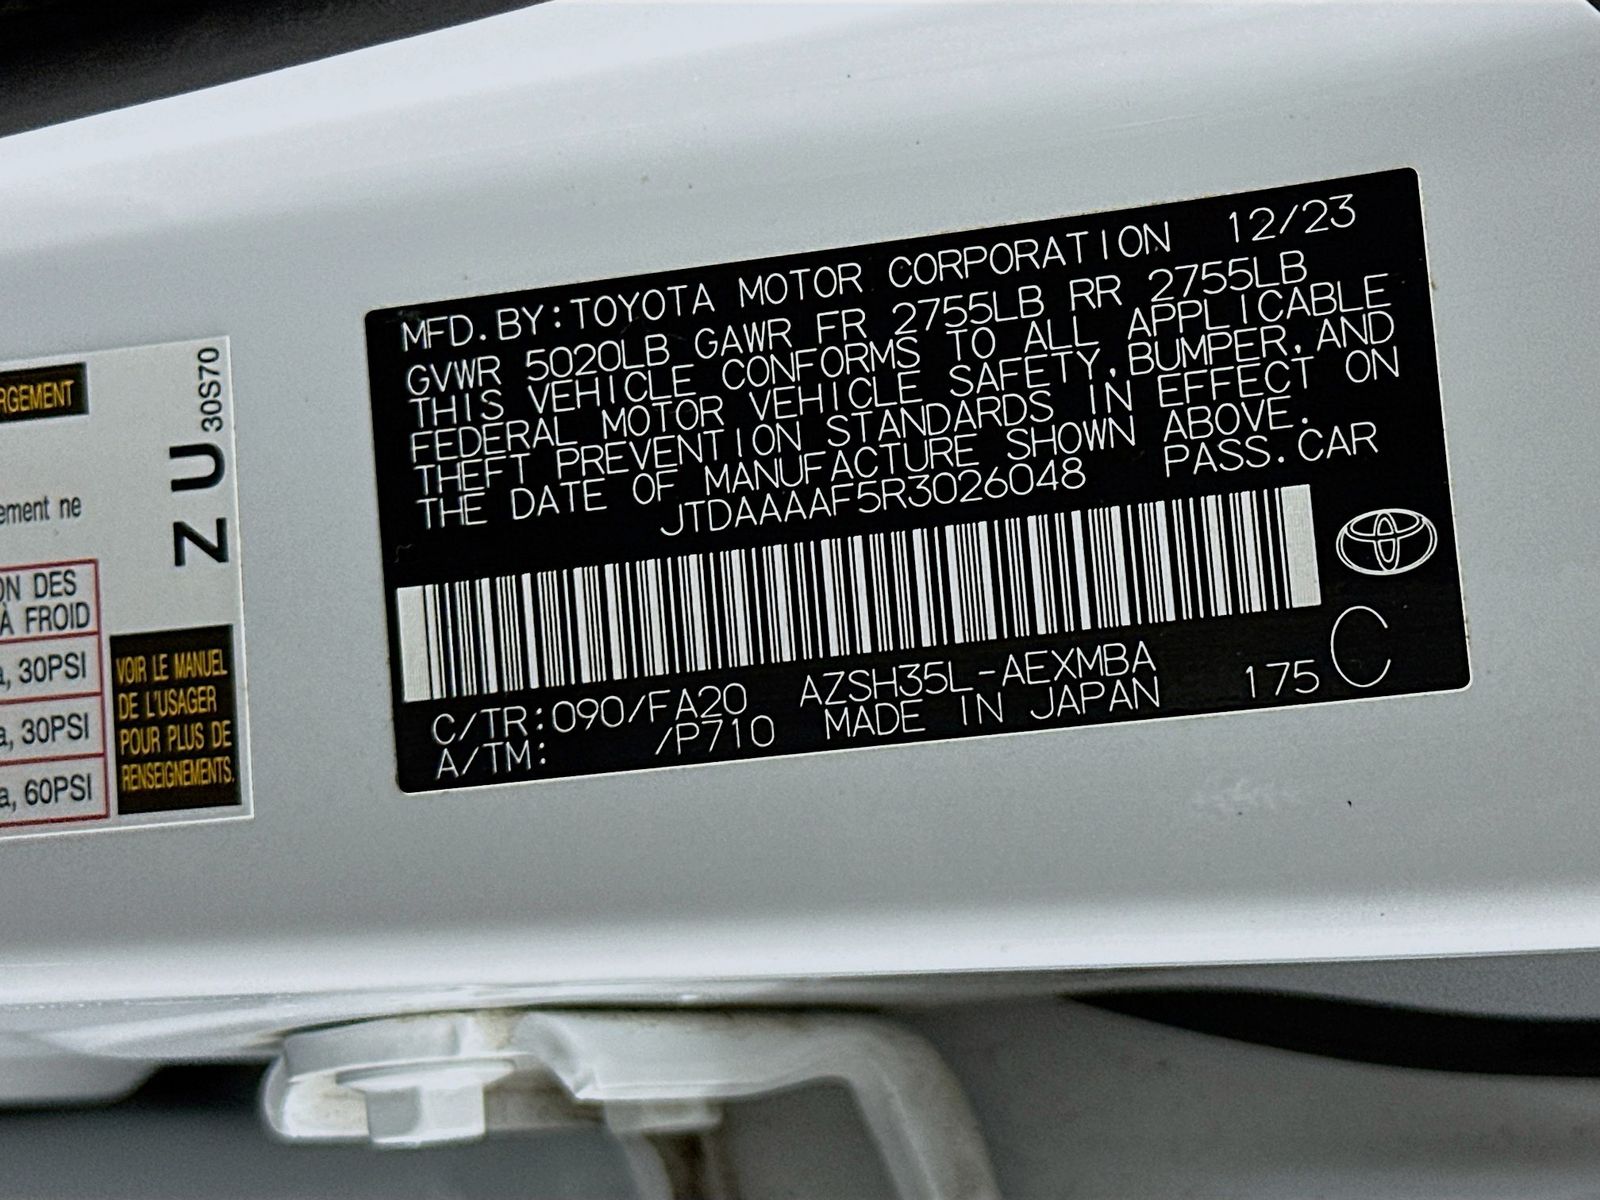 RGEMENT
ement ne
ON DES
À FROID
a, 30PSI
a, 30PSI
a, 60PSI
ZU 30S70
VOIR LE MANUEL
DE L'USAGER
POUR PLUS DE
RENSEIGNEMENTS.
MFD.BY:TOYOTA MOTOR CORPORATION 12/23
GVWR 5020LB GAWR FR 2755LB RR 2755LB
THIS VEHICLE CONFORMS TO ALL APPLICABLE
FEDERAL MOTOR VEHICLE SAFETY,BUMPER,AND
THEFT PREVENTION STANDARDS IN EFFECT ON
THE DATE OF MANUFACTURE SHOWN ABOVE.
JTDAAAAF5R3026048 PASS.CAR
C/TR:090/FA20 AZSH35L-AEXMBA
A/TM: /P710 MADE IN JAPAN 175 C